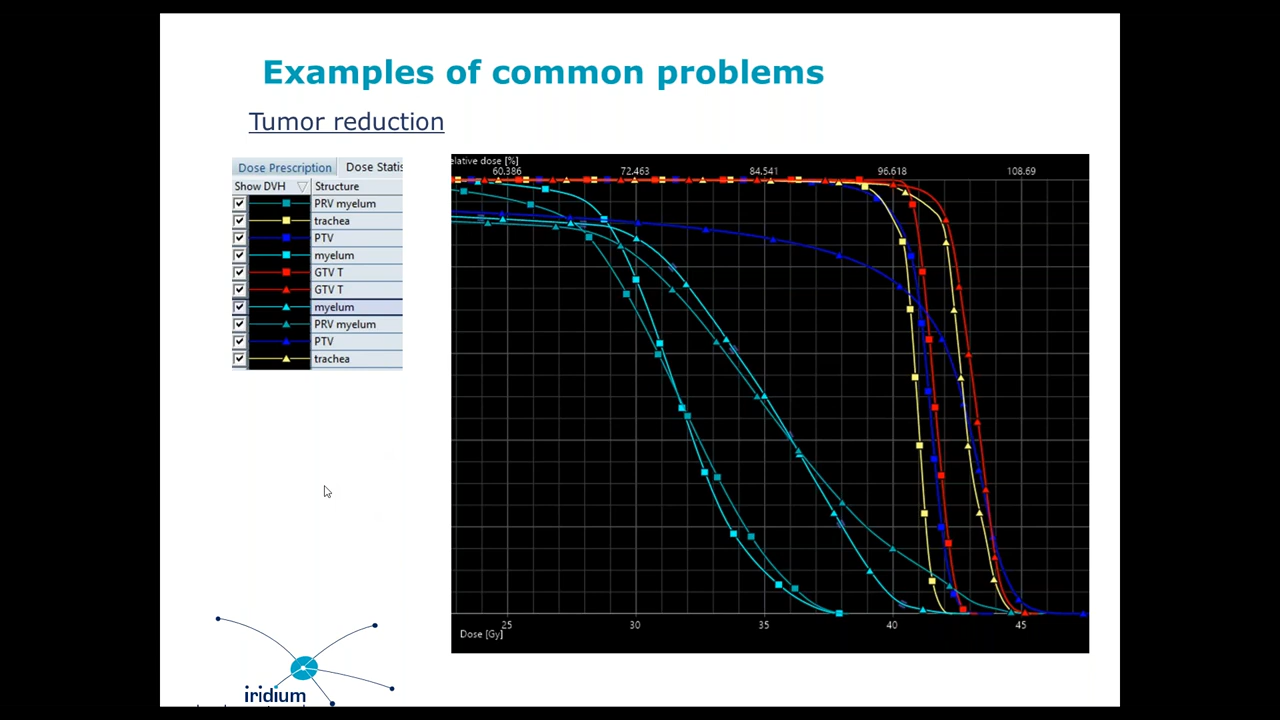 Examples of common problems
Tumor reduction
Dose Prescription Dose Statis
Show DVH Structure
PRV myelum
trachea
PTV
myelum
GTV T
GTV T
myelum
PRV myelum
PTV
trachea
elative dose [%]
60.386 72.463 84.541 96.618 108.69
25 30 35 40 45
Dose [Gy]
iridium